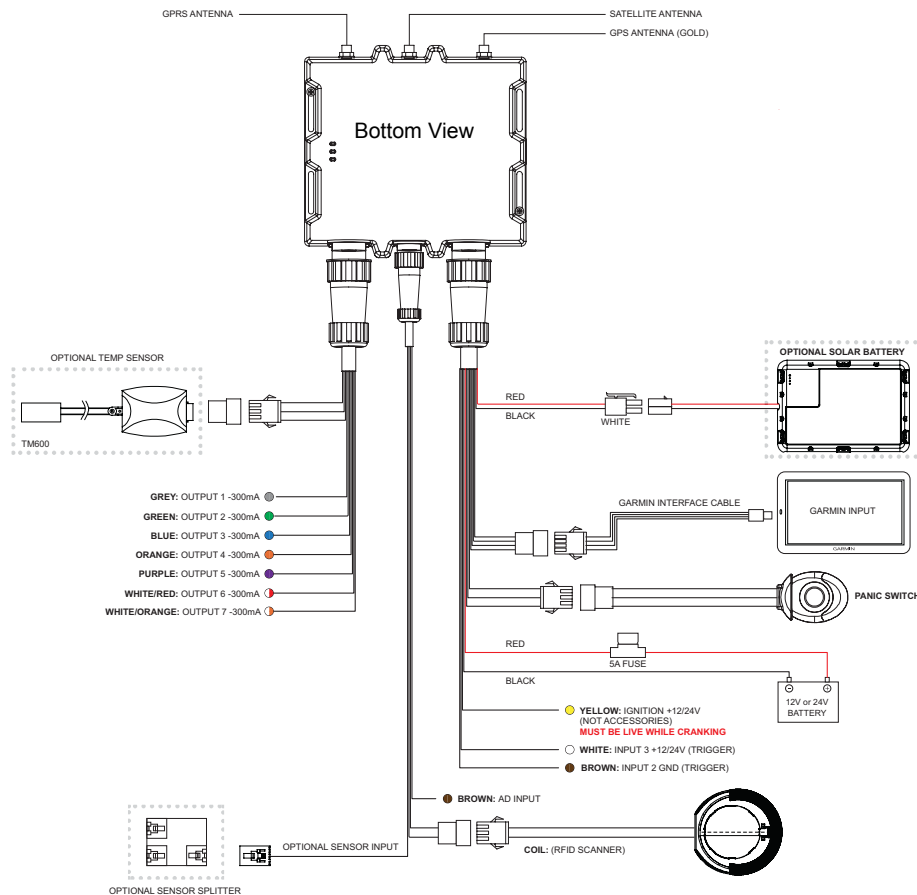 GPRS ANTENNA
SATELLITE ANTENNA
GPS ANTENNA (GOLD)
Bottom View
OPTIONAL TEMP SENSOR
TM600
OPTIONAL SOLAR BATTERY
RED
BLACK
WHITE
GREY: OUTPUT 1 -300mA
GREEN: OUTPUT 2 -300mA
BLUE: OUTPUT 3 -300mA
ORANGE: OUTPUT 4 -300mA
PURPLE: OUTPUT 5 -300mA
WHITE/RED: OUTPUT 6 -300mA
WHITE/ORANGE: OUTPUT 7 -300mA
GARMIN INTERFACE CABLE
GARMIN INPUT
GARMIN
PANIC SWITCH
RED
5A FUSE
BLACK
12V or 24V
BATTERY
YELLOW: IGNITION +12/24V
(NOT ACCESSORIES)
MUST BE LIVE WHILE CRANKING
WHITE: INPUT 3 +12/24V (TRIGGER)
BROWN: INPUT 2 GND (TRIGGER)
BROWN: AD INPUT
OPTIONAL SENSOR INPUT
COIL: (RFID SCANNER)
OPTIONAL SENSOR SPLITTER